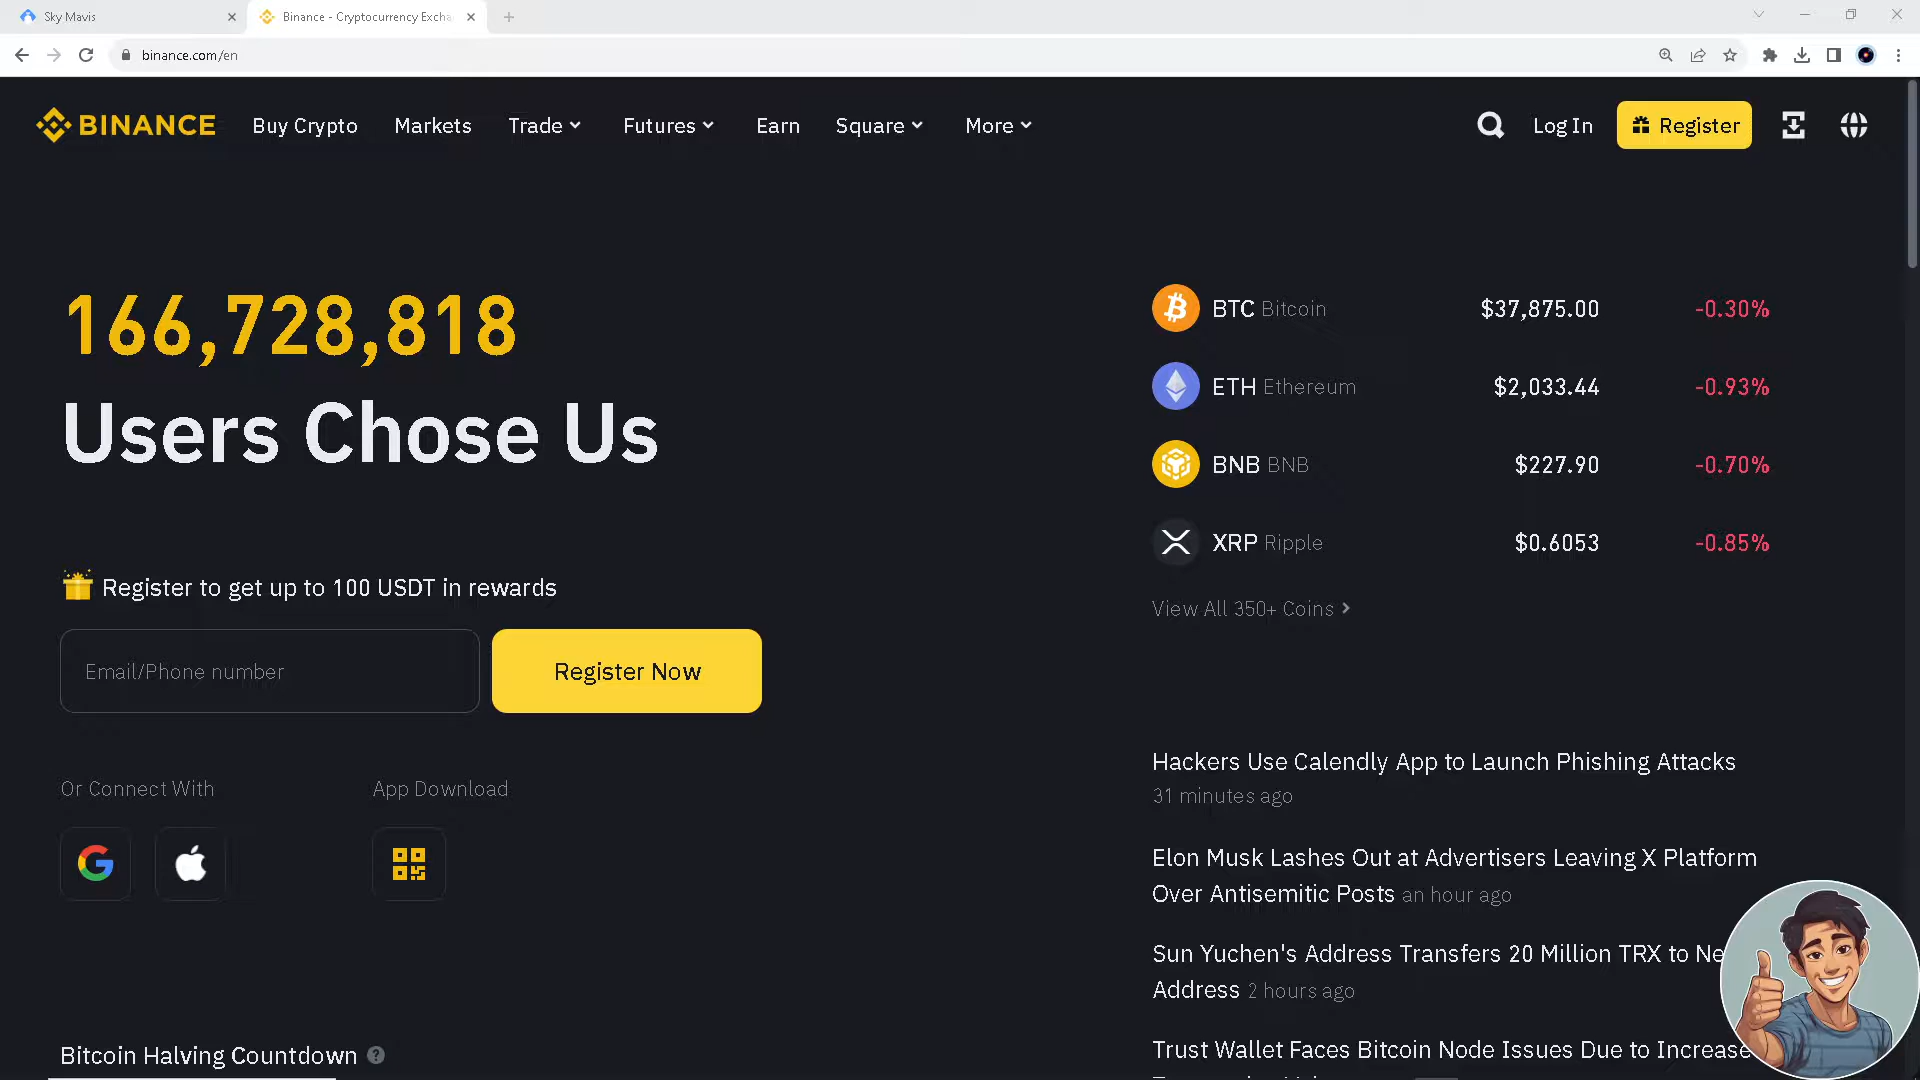 Sky Mavis
Binance - Cryptocurrency Excha
binance.com/en
BINANCE
Buy Crypto
Markets
Trade
Futures
Earn
Square
More
Log In
Register
166,728,818
Users Chose Us
Register to get up to 100 USDT in rewards
Email/Phone number
Register Now
Or Connect With
App Download
Bitcoin Halving Countdown
BTC Bitcoin $37,875.00 -0.30%
ETH Ethereum $2,033.44 -0.93%
BNB BNB $227.90 -0.70%
XRP Ripple $0.6053 -0.85%
View All 350+ Coins
Hackers Use Calendly App to Launch Phishing Attacks
31 minutes ago
Elon Musk Lashes Out at Advertisers Leaving X Platform
Over Antisemitic Posts an hour ago
Sun Yuchen's Address Transfers 20 Million TRX to Ne
Address 2 hours ago
Trust Wallet Faces Bitcoin Node Issues Due to Increase